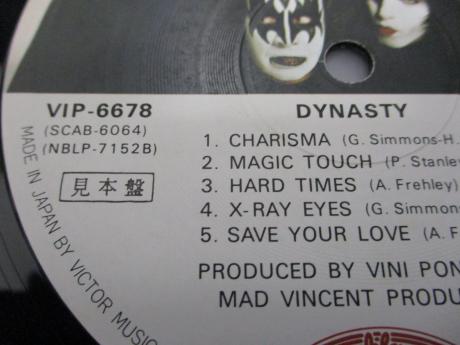 VIP-6678
(SCAB-6064)
(NBLP-7152B)
見本盤
DYNASTY
1. CHARISMA (G. Simmons-H.
2. MAGIC TOUCH (P. Stanley
3. HARD TIMES (A. Frehley)
4. X-RAY EYES (G. Simmons
5. SAVE YOUR LOVE (A. F
PRODUCED BY VINI PON
MAD VINCENT PRODU
MADE IN JAPAN BY VICTOR MUSIC